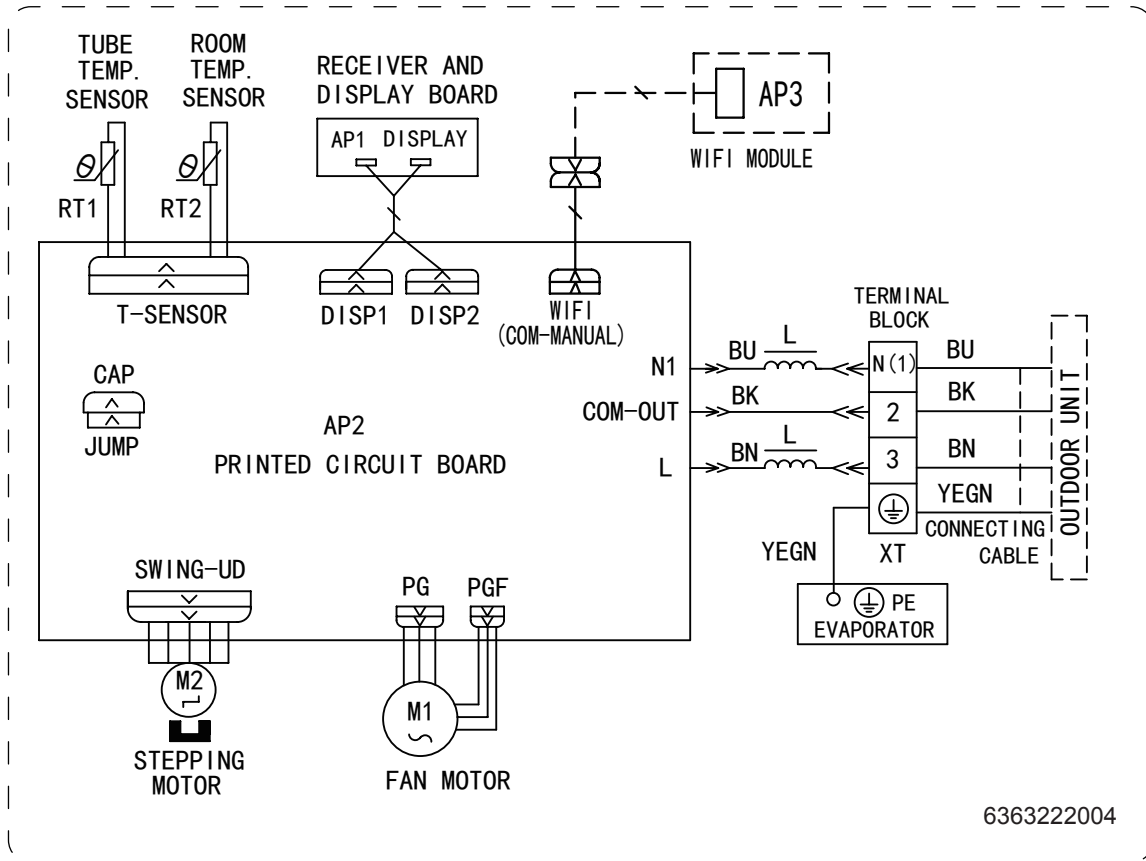 TUBE
TEMP.
SENSOR
ROOM
TEMP.
SENSOR
RECEIVER AND
DISPLAY BOARD
AP1 DISPLAY
AP3
WIFI MODULE
θ
RT1
θ
RT2
T-SENSOR
DISP1
DISP2
WIFI
(COM-MANUAL)
TERMINAL
BLOCK
CAP
JUMP
AP2
PRINTED CIRCUIT BOARD
N1
BU
L
N(1)
BU
COM-OUT
BK
2
BK
L
BN
L
3
BN
YEGN
YEGN
XT
CONNECTING
CABLE
OUTDOOR UNIT
PE
EVAPORATOR
SWING-UD
M2
STEPPING
MOTOR
PG
PGF
M1
FAN MOTOR
6363222004